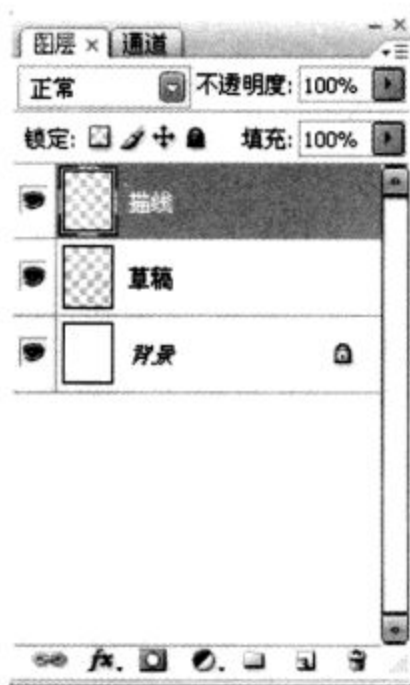 图层 × 通道
正常 不透明度: 100%
锁定: 填充: 100%
描线
草稿
背景
fx.